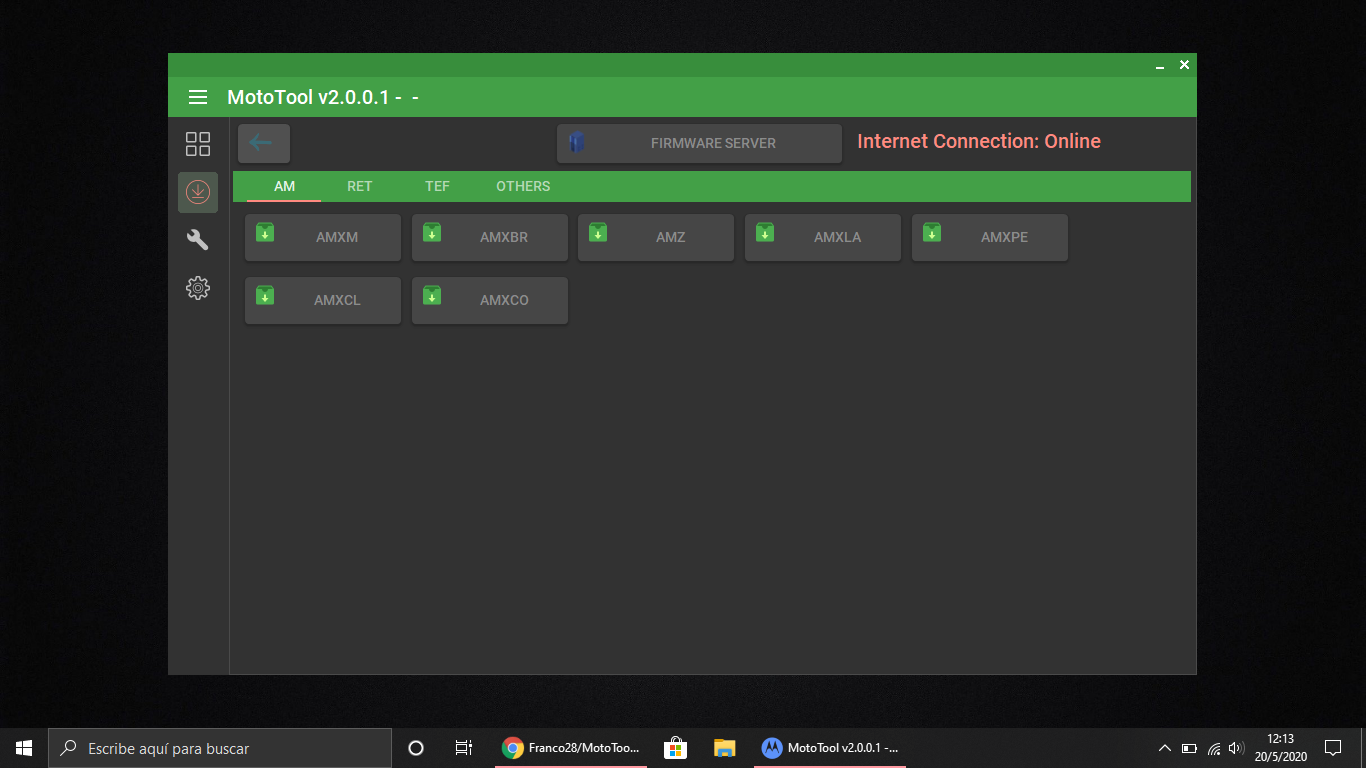 MotoTool v2.0.0.1 -  -
FIRMWARE SERVER
Internet Connection: Online
AM RET TEF OTHERS
AMXM AMXBR AMZ AMXLA AMXPE
AMXCL AMXCO
Escribe aquí para buscar
Franco28/MotoToo...
MotoTool v2.0.0.1 -...
12:13
20/5/2020